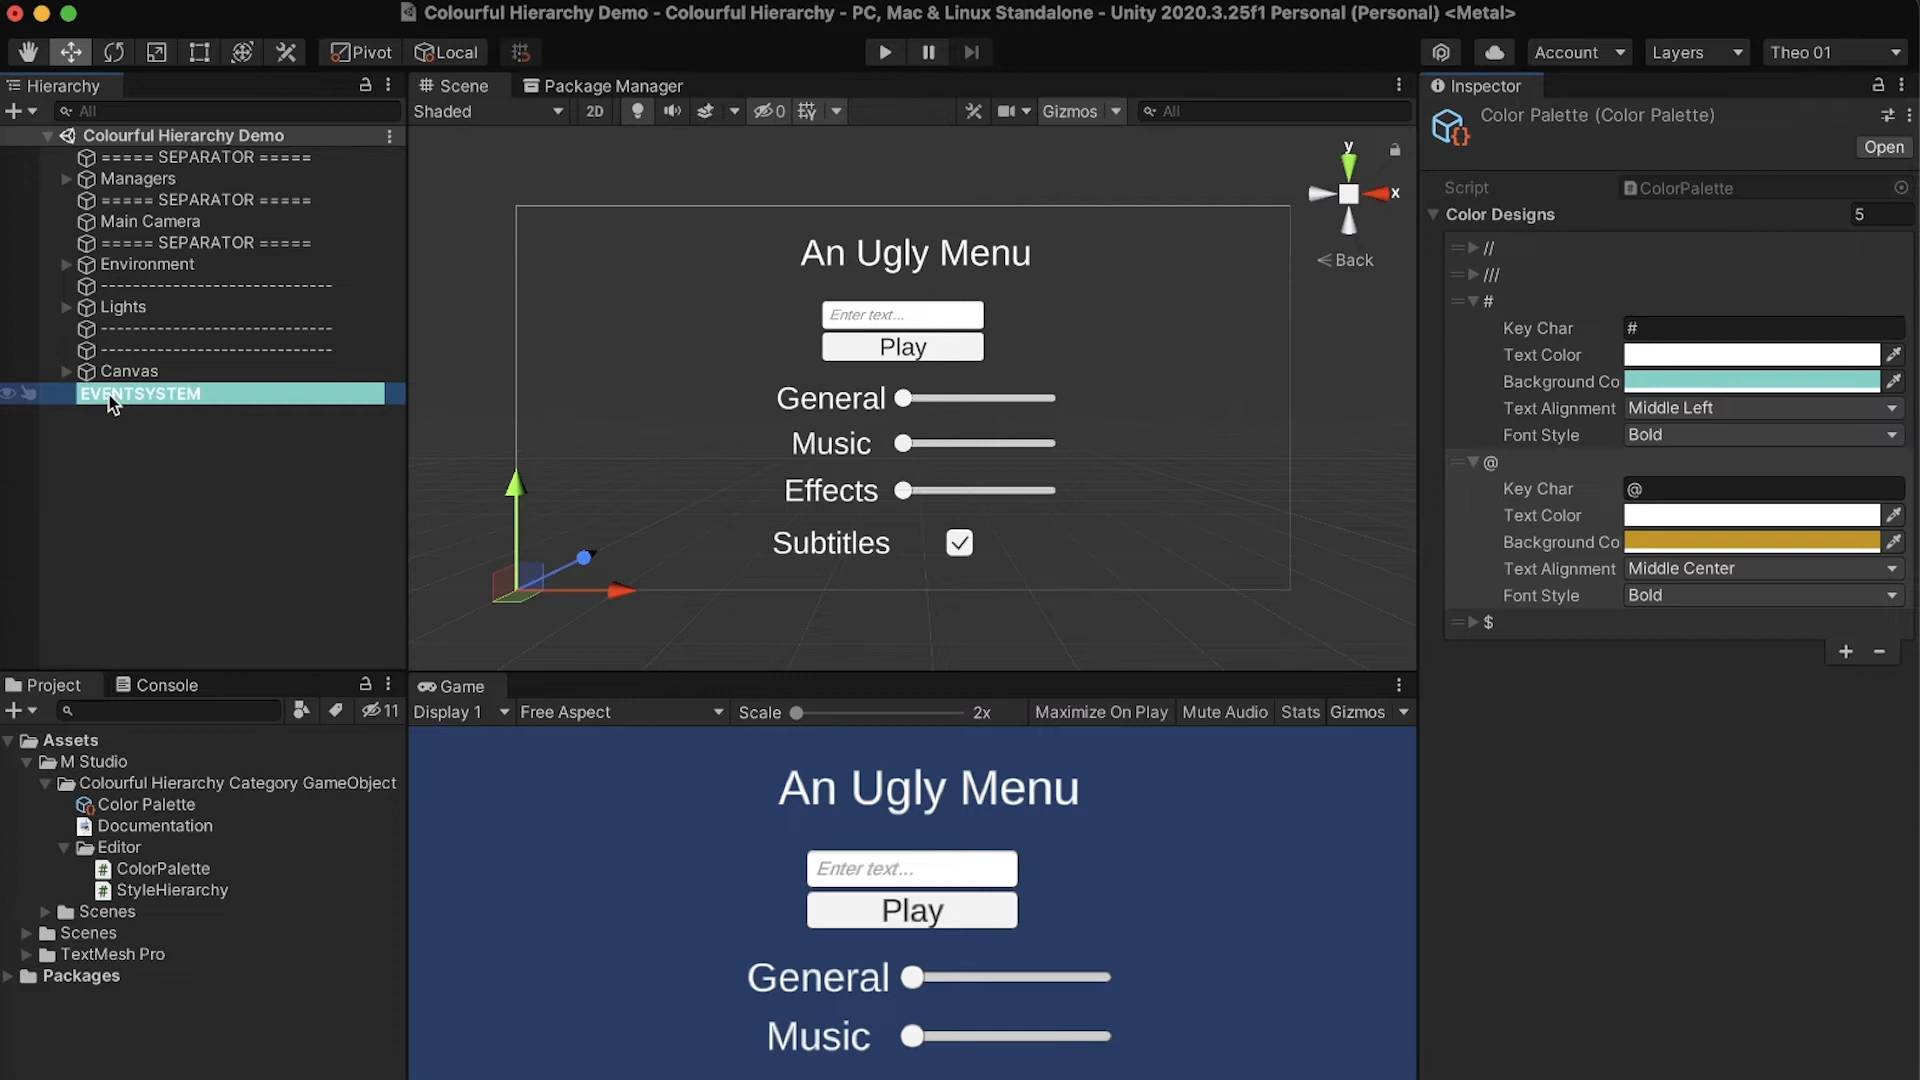 Colourful Hierarchy Demo - Colourful Hierarchy - PC, Mac & Linux Standalone - Unity 2020.3.25f1 Personal (Personal) <Metal>
Pivot
Local
Account
Layers
Theo 01
Hierarchy
All
Colourful Hierarchy Demo
===== SEPARATOR =====
Managers
===== SEPARATOR =====
Main Camera
===== SEPARATOR =====
Environment
-----------------------------
Lights
-----------------------------
-----------------------------
Canvas
EVENTSYSTEM
Scene
Package Manager
Shaded
2D
0
Gizmos
All
y
x
Back
An Ugly Menu
Enter text...
Play
General
Music
Effects
Subtitles
Inspector
Color Palette (Color Palette)
Open
Script
ColorPalette
Color Designs
5
//
///
#
Key Char
#
Text Color
Background Co
Text Alignment
Middle Left
Font Style
Bold
@
Key Char
@
Text Color
Background Co
Text Alignment
Middle Center
Font Style
Bold
$
+ -
Project
Console
11
Assets
M Studio
Colourful Hierarchy Category GameObject
Color Palette
Documentation
Editor
ColorPalette
StyleHierarchy
Scenes
Scenes
TextMesh Pro
Packages
Game
Display 1
Free Aspect
Scale
2x
Maximize On Play
Mute Audio
Stats
Gizmos
An Ugly Menu
Enter text...
Play
General
Music